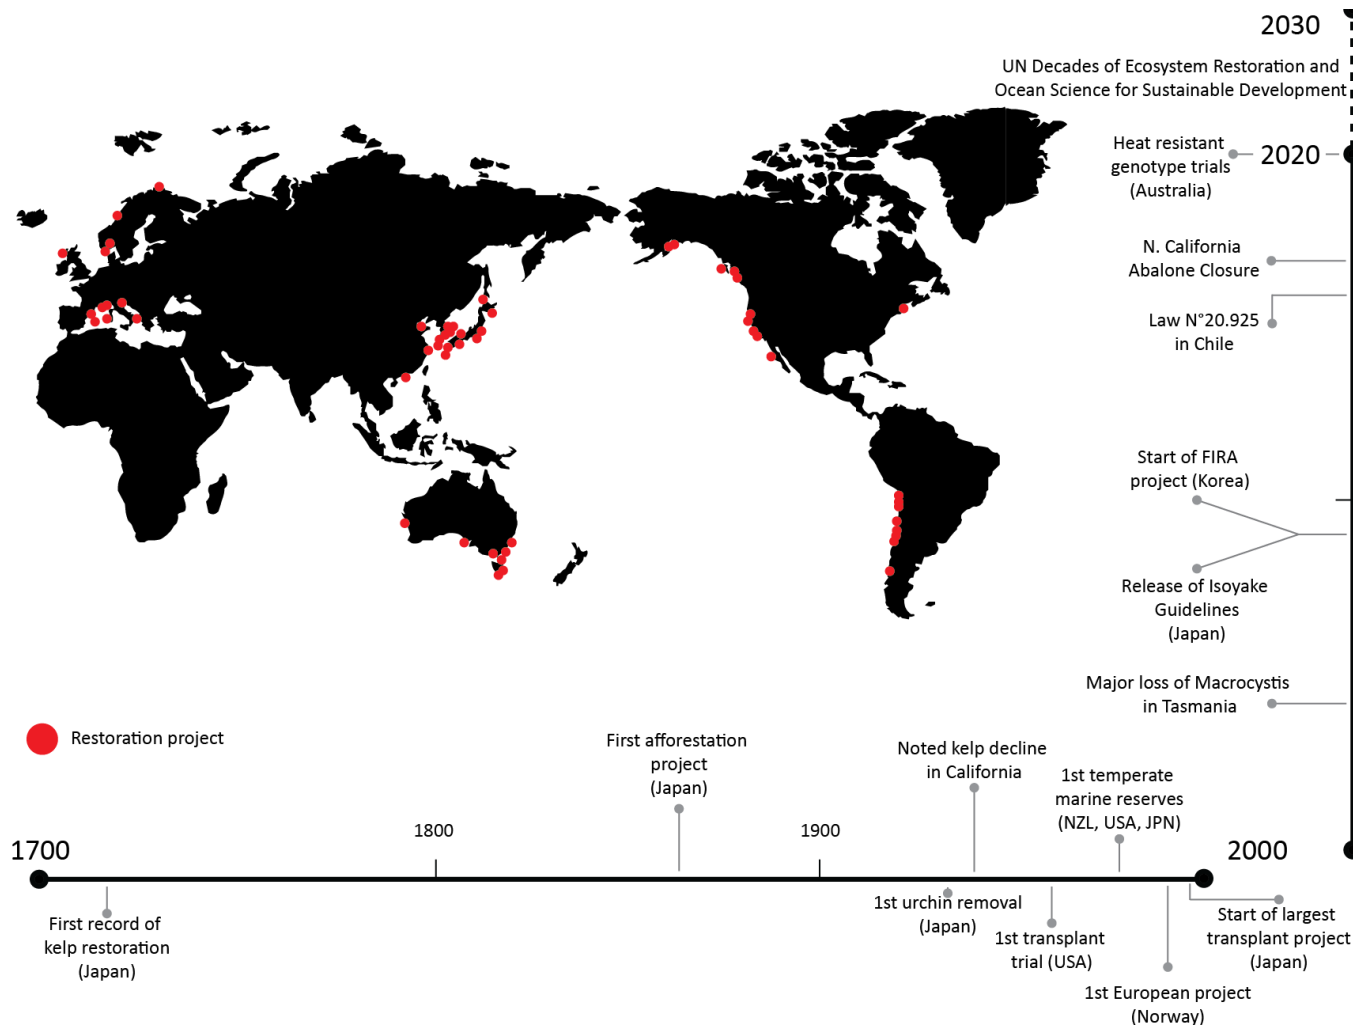 2030
UN Decades of Ecosystem Restoration and
Ocean Science for Sustainable Development
Heat resistant
genotype trials
(Australia)
2020
N. California
Abalone Closure
Law N°20.925
in Chile
Start of FIRA
project (Korea)
Release of Isoyake
Guidelines
(Japan)
Major loss of Macrocystis
in Tasmania
Restoration project
First afforestation
project
(Japan)
Noted kelp decline
in California
1st temperate
marine reserves
(NZL, USA, JPN)
1700
1800
1900
2000
First record of
kelp restoration
(Japan)
1st urchin removal
(Japan)
1st transplant
trial (USA)
1st European project
(Norway)
Start of largest
transplant project
(Japan)